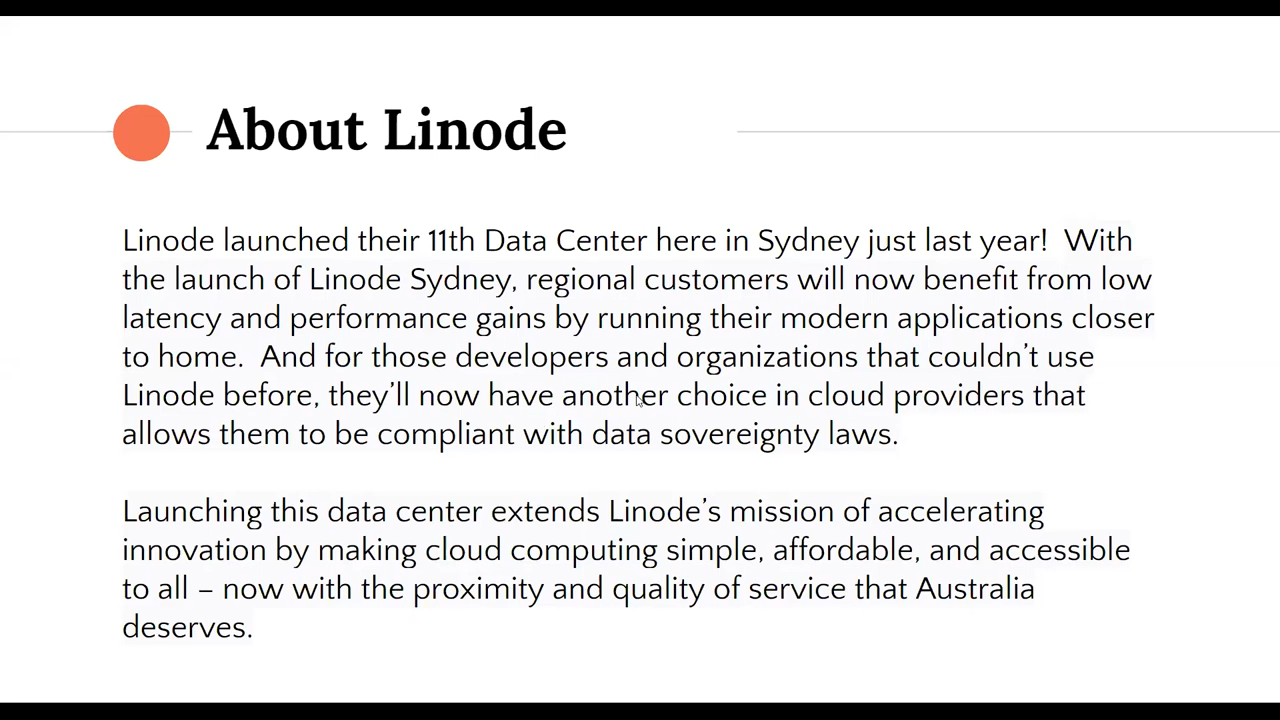 About Linode
Linode launched their 11th Data Center here in Sydney just last year!  With
the launch of Linode Sydney, regional customers will now benefit from low
latency and performance gains by running their modern applications closer
to home.  And for those developers and organizations that couldn’t use
Linode before, they’ll now have another choice in cloud providers that
allows them to be compliant with data sovereignty laws.
Launching this data center extends Linode’s mission of accelerating
innovation by making cloud computing simple, affordable, and accessible
to all – now with the proximity and quality of service that Australia
deserves.